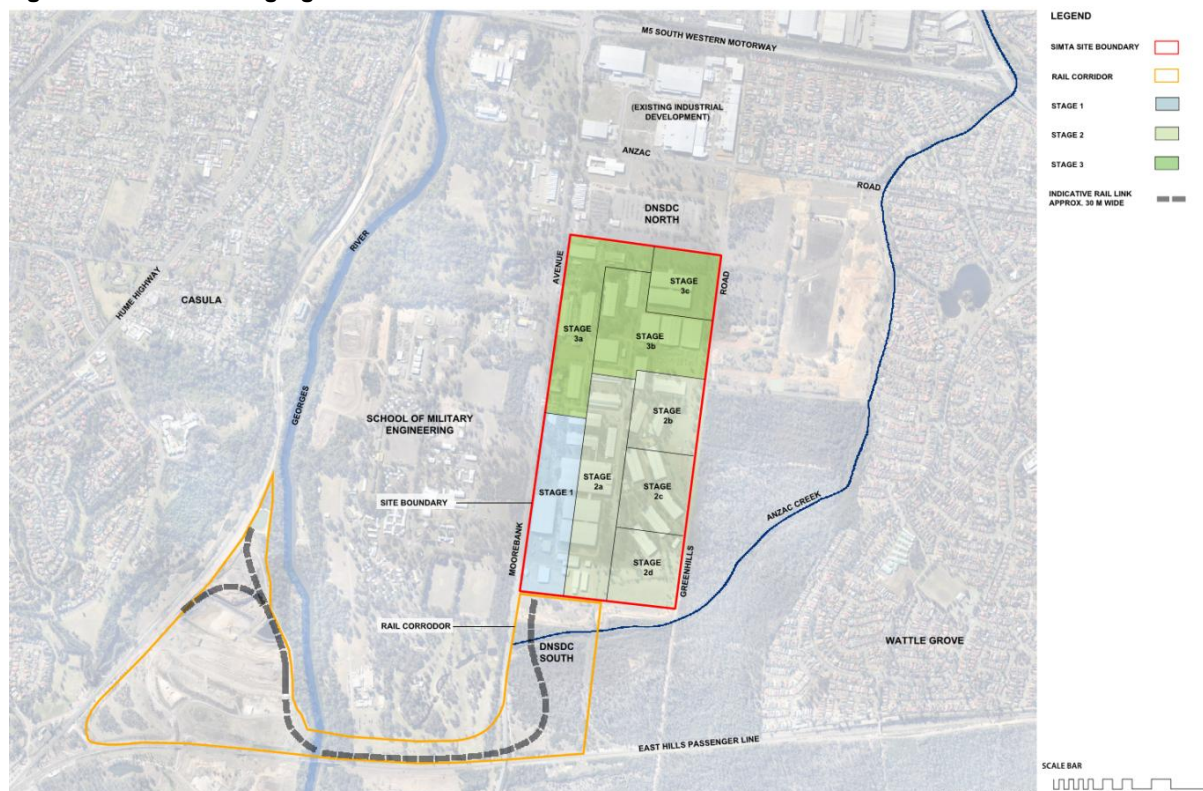 M5 SOUTH WESTERN MOTORWAY
(EXISTING INDUSTRIAL
DEVELOPMENT)
ANZAC
ROAD
DNSDC
NORTH
RIVER
AVENUE
ROAD
HUME HIGHWAY
CASULA
STAGE
3c
STAGE
3a
STAGE
3b
GEORGES
SCHOOL OF MILITARY
ENGINEERING
STAGE
2b
STAGE
2a
STAGE 1
STAGE
2c
SITE BOUNDARY
ANZAC CREEK
MOOREBANK
STAGE
2d
GREENHILLS
RAIL CORRODOR
DNSDC
SOUTH
WATTLE GROVE
EAST HILLS PASSENGER LINE
LEGEND
SIMTA SITE BOUNDARY
RAIL CORRIDOR
STAGE 1
STAGE 2
STAGE 3
INDICATIVE RAIL LINK
APPROX. 30 M WIDE
SCALE BAR